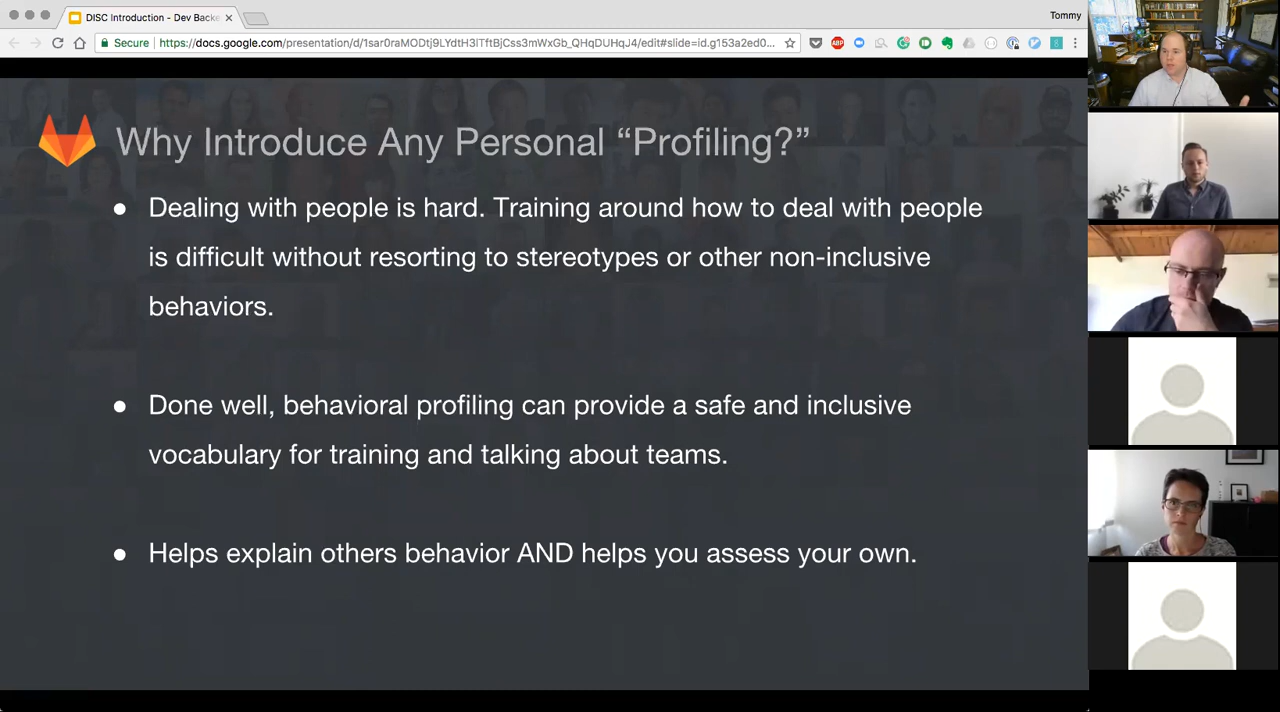 DISC Introduction - Dev Backe
Tommy
Secure
https://docs.google.com/presentation/d/1sar0raMzDtj9LYdtH3lTftBjCss3mWxGb_QHqDUHqJ4/edit#slide=id.g153a2ed0...
ABP
Why Introduce Any Personal “Profiling?”
● Dealing with people is hard. Training around how to deal with people
is difficult without resorting to stereotypes or other non-inclusive
behaviors.
● Done well, behavioral profiling can provide a safe and inclusive
vocabulary for training and talking about teams.
● Helps explain others behavior AND helps you assess your own.